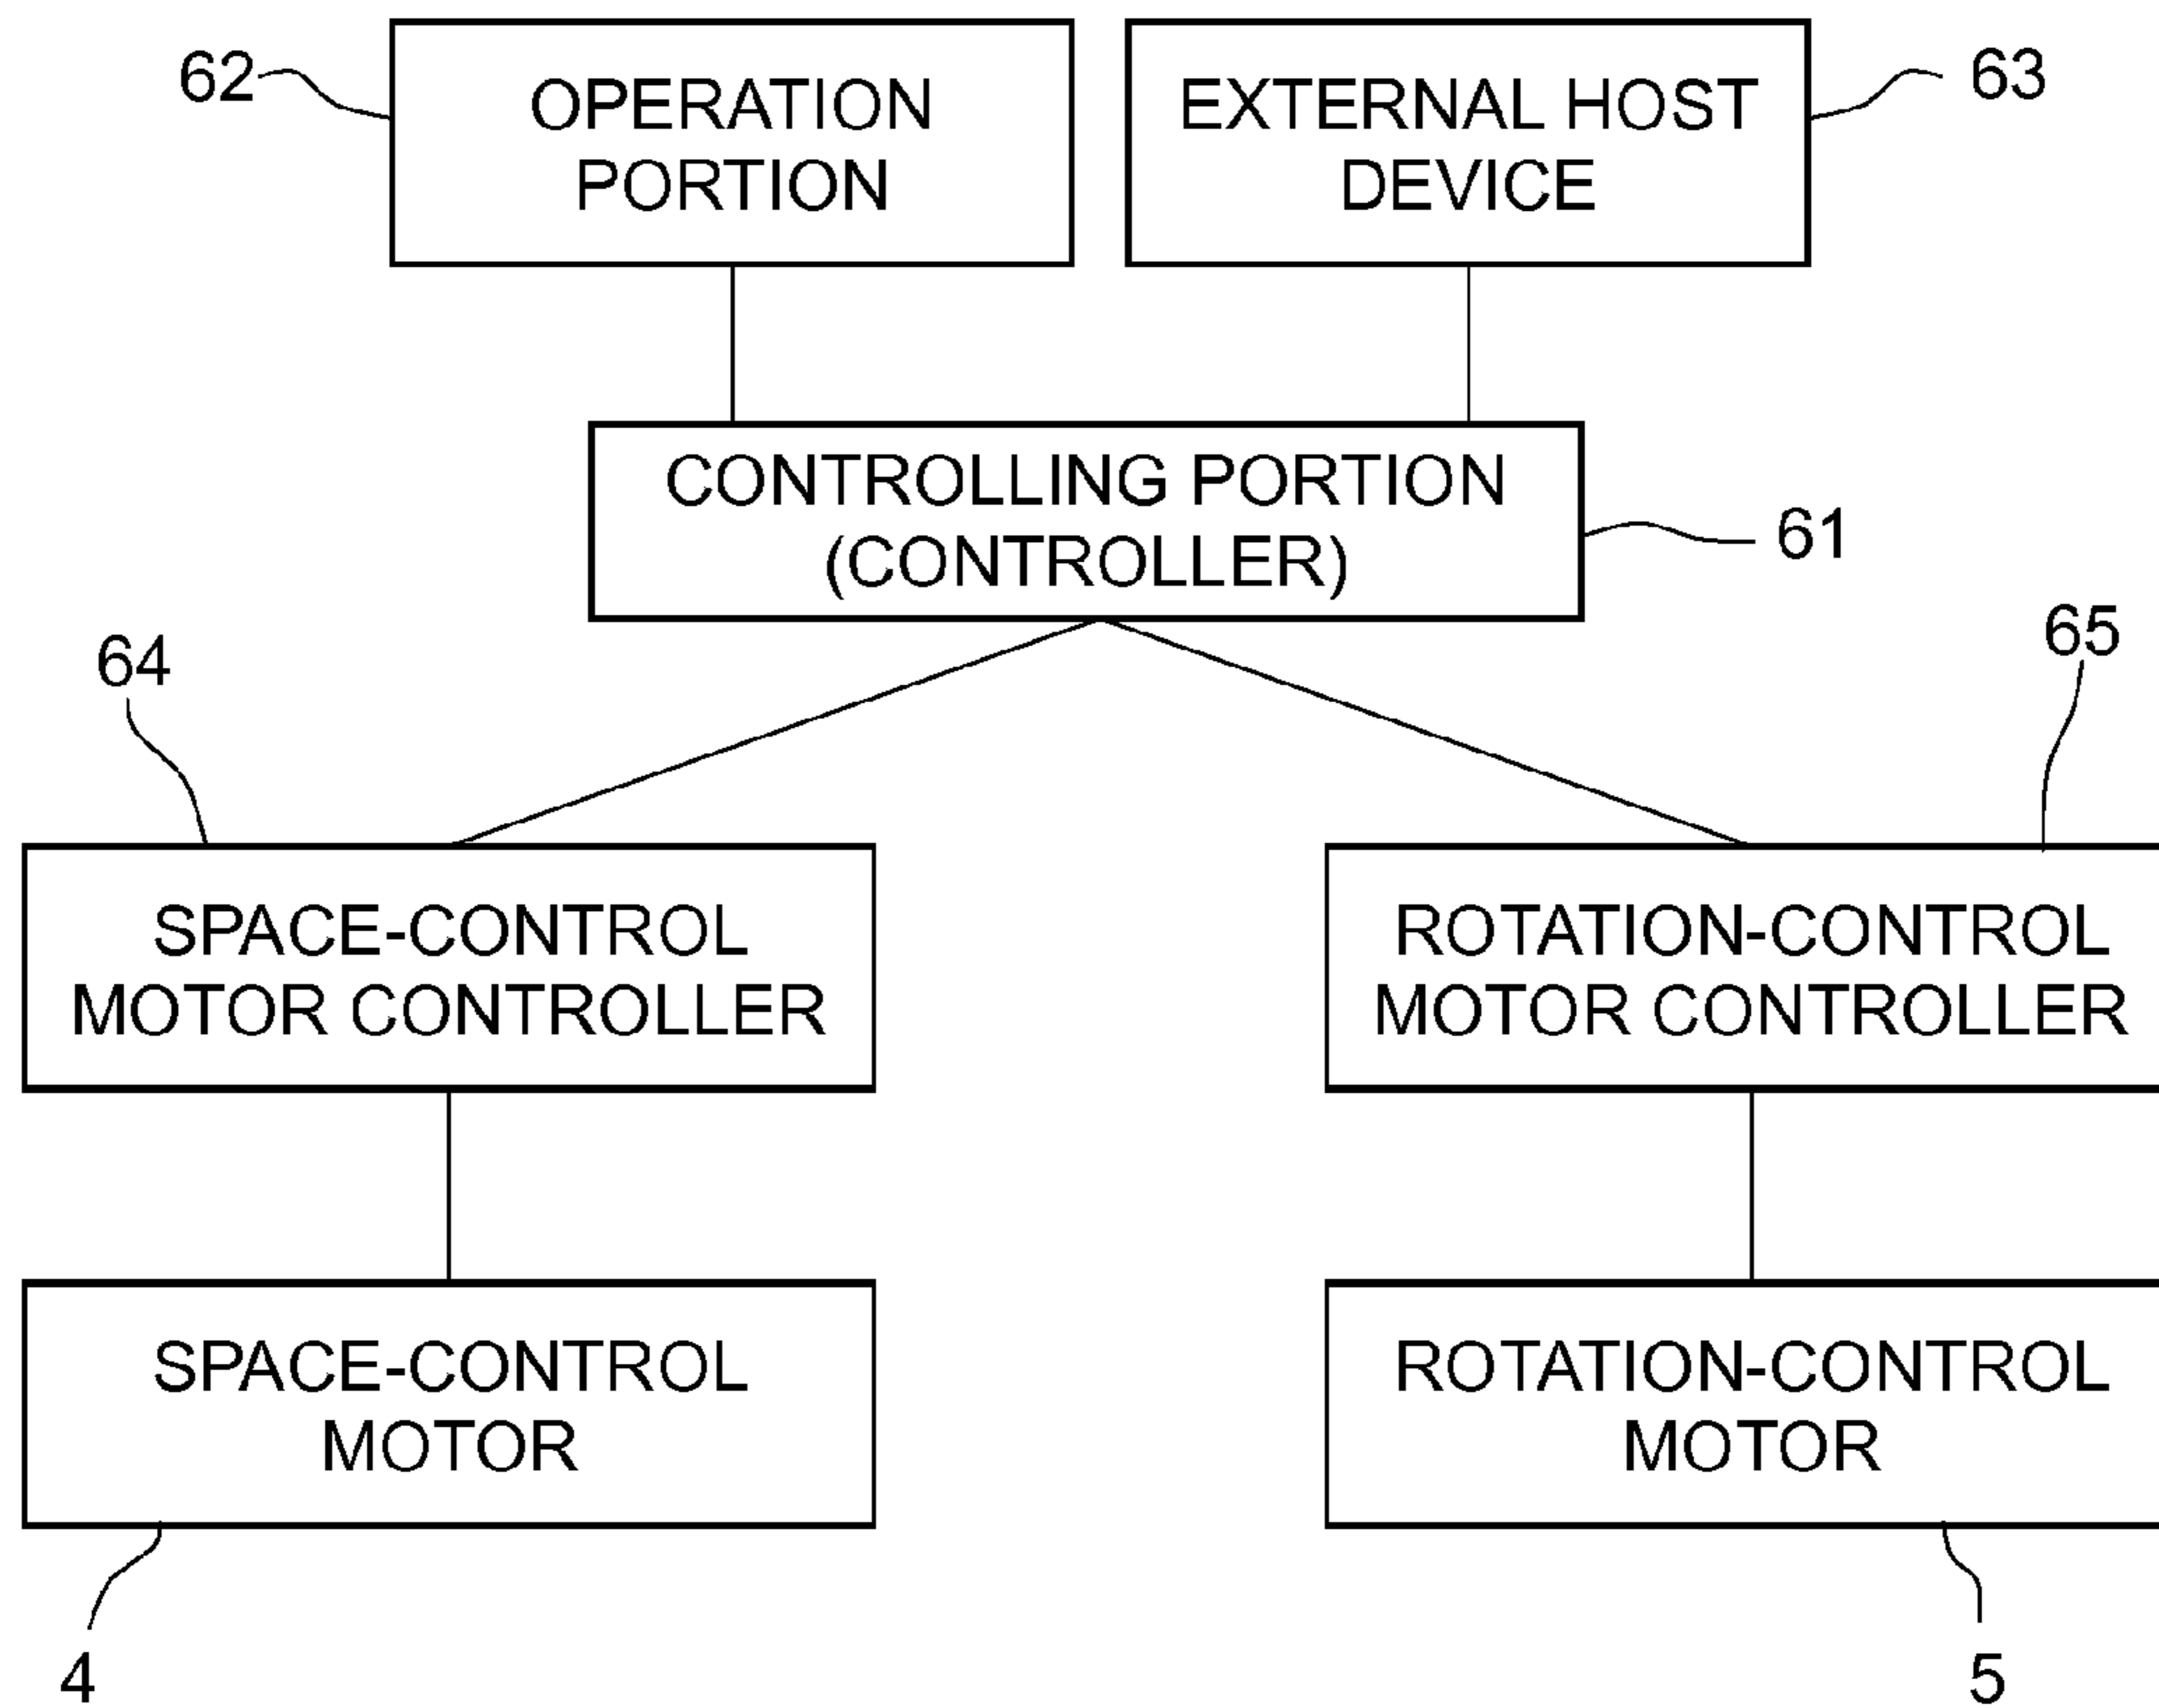 62
OPERATION
PORTION
EXTERNAL HOST
DEVICE
63
CONTROLLING PORTION
(CONTROLLER)
61
64
65
SPACE-CONTROL
MOTOR CONTROLLER
ROTATION-CONTROL
MOTOR CONTROLLER
SPACE-CONTROL
MOTOR
ROTATION-CONTROL
MOTOR
4
5